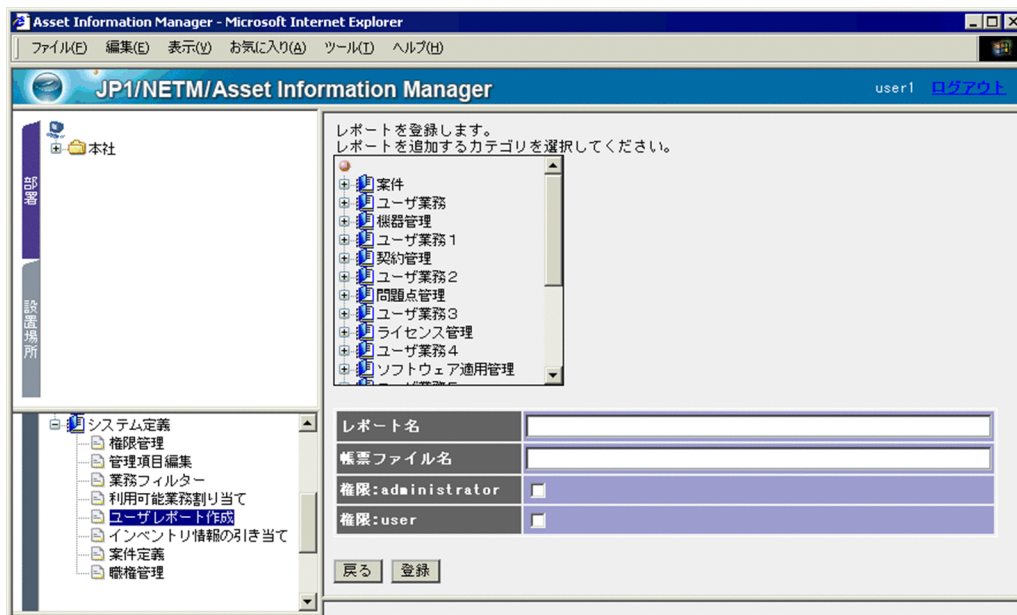 Asset Information Manager - Microsoft Internet Explorer
ファイル(F) 編集(E) 表示(V) お気に入り(A) ツール(T) ヘルプ(H)
JP1/NETM/Asset Information Manager
user1 ログアウト
部署
設置場所
本社
システム定義
権限管理
管理項目編集
業務フィルター
利用可能業務割り当て
ユーザレポート作成
インベントリ情報の引き当て
案件定義
職権管理
レポートを登録します。
レポートを追加するカテゴリを選択してください。
案件
ユーザ業務
機器管理
ユーザ業務1
契約管理
ユーザ業務2
問題点管理
ユーザ業務3
ライセンス管理
ユーザ業務4
ソフトウェア適用管理
レポート名
帳票ファイル名
権限:administrator
権限:user
戻る 登録